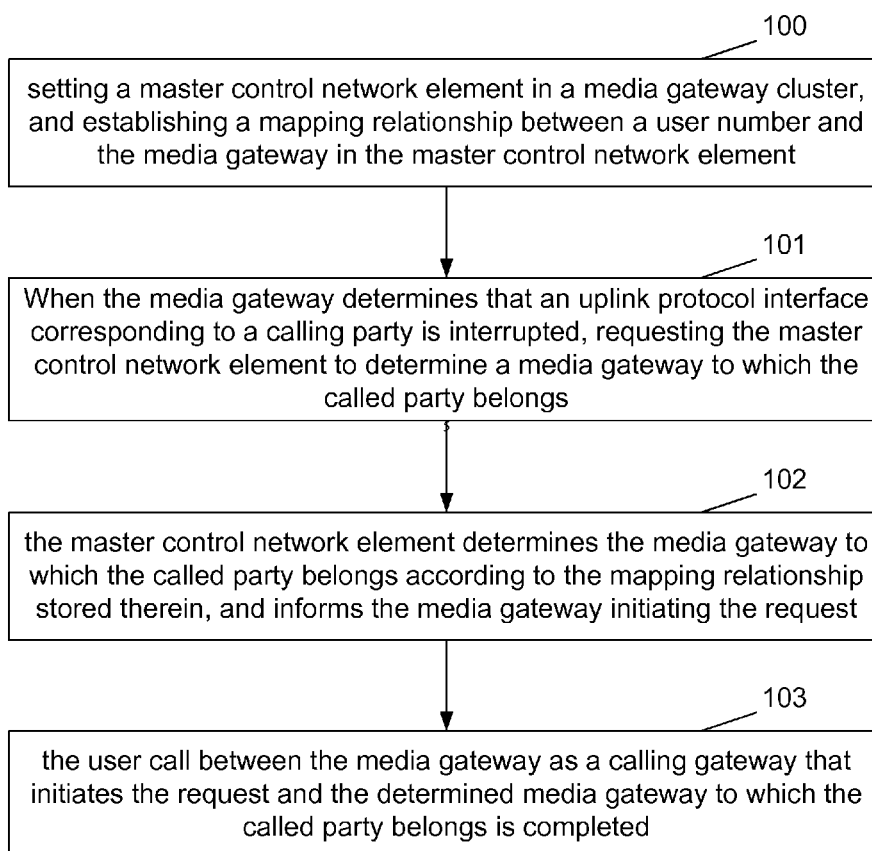 100
setting a master control network element in a media gateway cluster,
and establishing a mapping relationship between a user number and
the media gateway in the master control network element
101
When the media gateway determines that an uplink protocol interface
corresponding to a calling party is interrupted, requesting the master
control network element to determine a media gateway to which the
called party belongs
102
the master control network element determines the media gateway to
which the called party belongs according to the mapping relationship
stored therein, and informs the media gateway initiating the request
103
the user call between the media gateway as a calling gateway that
initiates the request and the determined media gateway to which the
called party belongs is completed